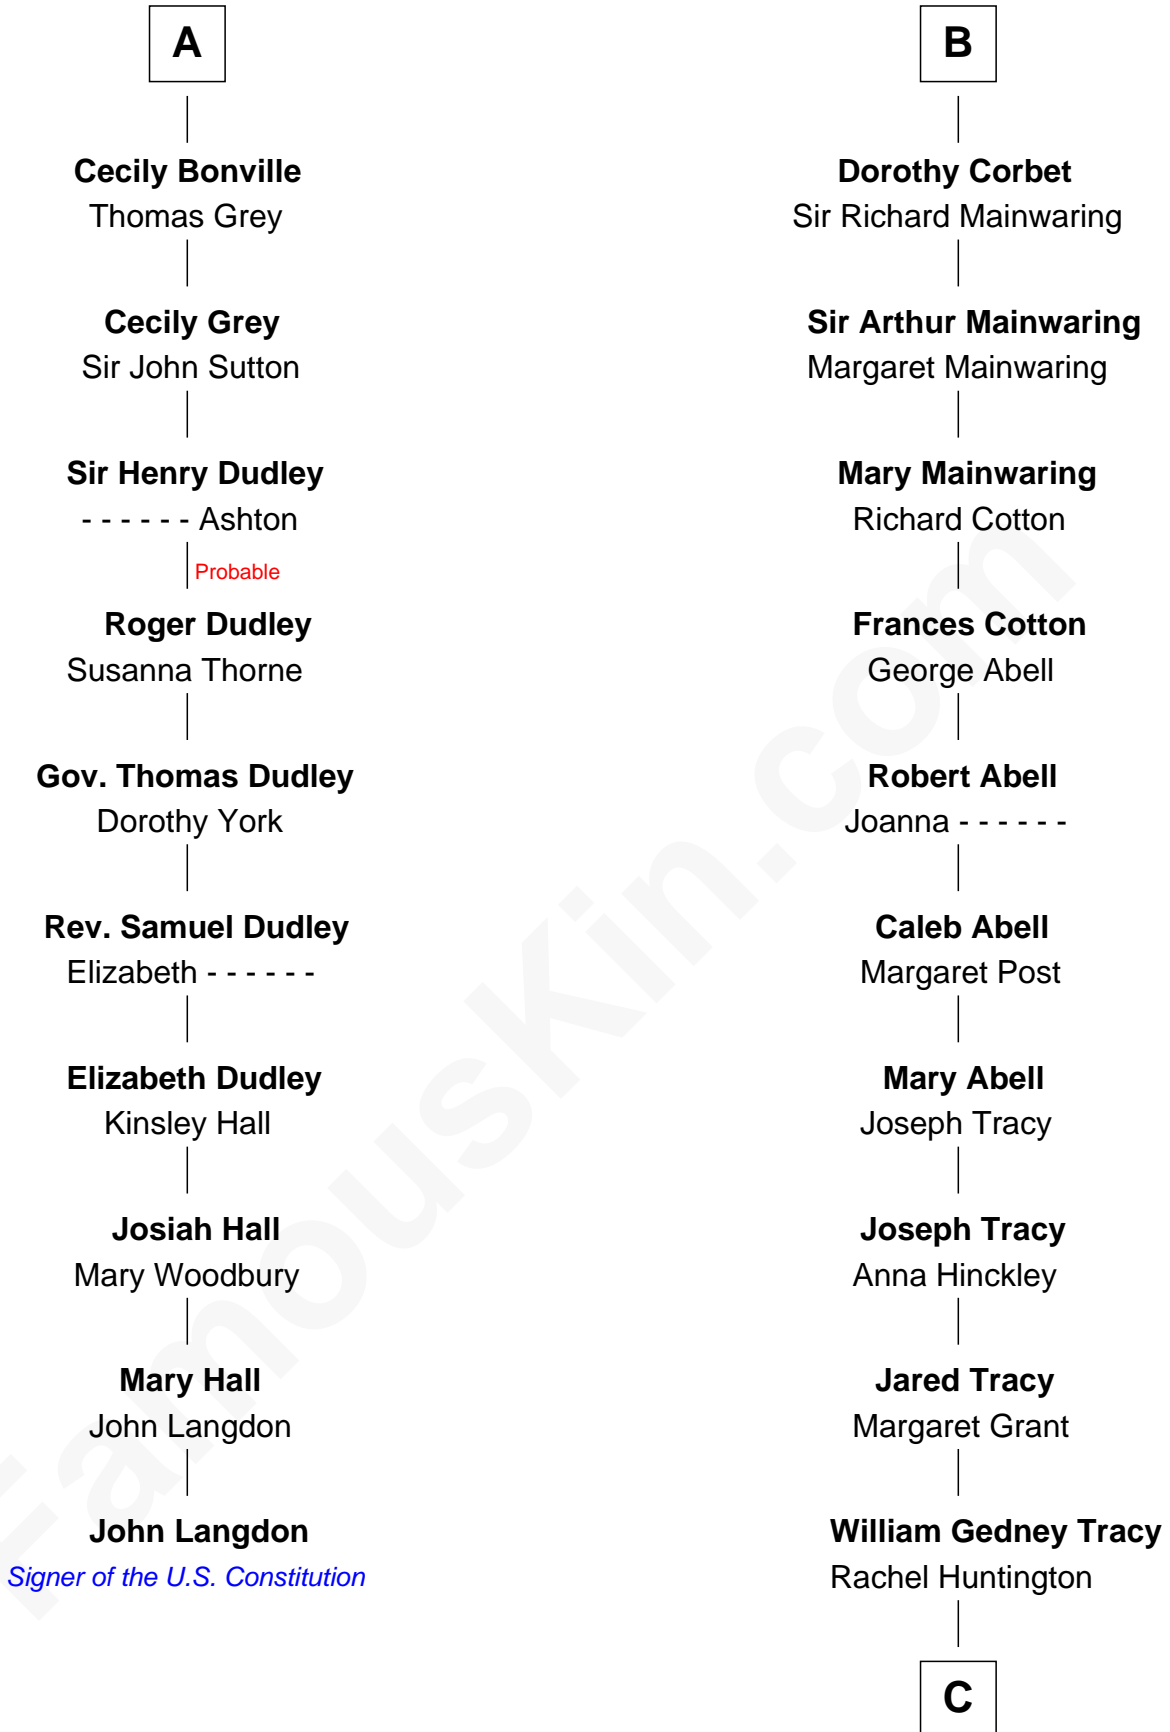 A
Cecily Bonville
Thomas Grey
Cecily Grey
Sir John Sutton
Sir Henry Dudley
- - - - - - Ashton
Probable
Roger Dudley
Susanna Thorne
Gov. Thomas Dudley
Dorothy York
Rev. Samuel Dudley
Elizabeth - - - - - -
Elizabeth Dudley
Kinsley Hall
Josiah Hall
Mary Woodbury
Mary Hall
John Langdon
John Langdon
Signer of the U.S. Constitution
B
Dorothy Corbet
Sir Richard Mainwaring
Sir Arthur Mainwaring
Margaret Mainwaring
Mary Mainwaring
Richard Cotton
Frances Cotton
George Abell
Robert Abell
Joanna - - - - - -
Caleb Abell
Margaret Post
Mary Abell
Joseph Tracy
Joseph Tracy
Anna Hinckley
Jared Tracy
Margaret Grant
William Gedney Tracy
Rachel Huntington
C
FamousKin.com